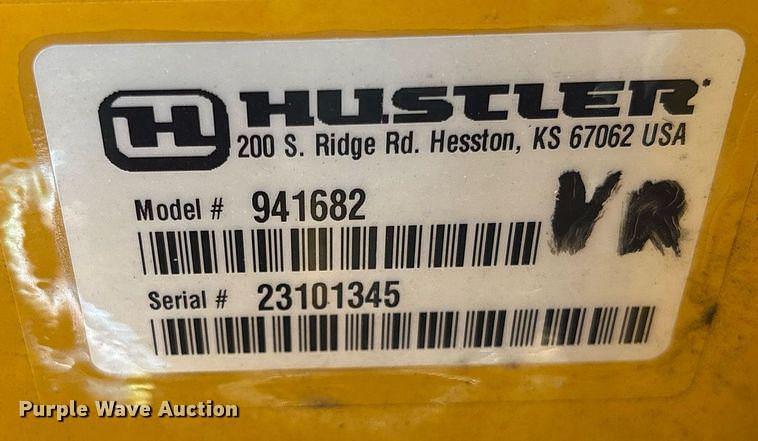 H HUSTLER
200 S. Ridge Rd. Hesston, KS 67062 USA
Model # 941682
VR
Serial # 23101345
Purple Wave Auction